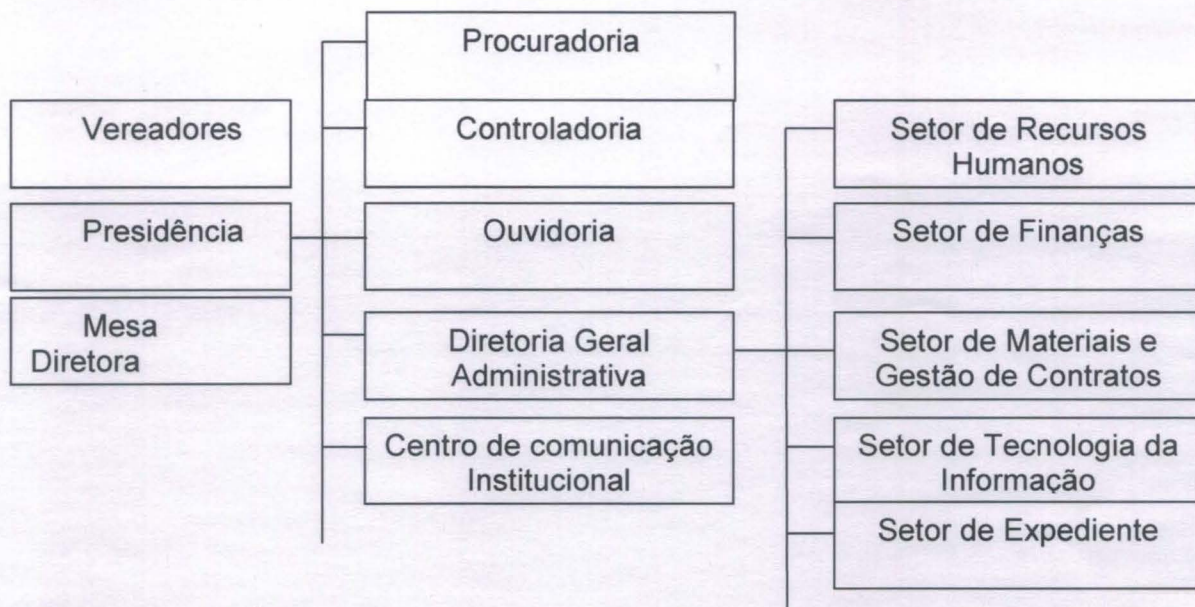 Procuradoria
Vereadores
Controladoria
Setor de Recursos
Humanos
Presidência
Ouvidoria
Setor de Finanças
Mesa
Diretora
Diretoria Geral
Administrativa
Setor de Materiais e
Gestão de Contratos
Centro de comunicação
Institucional
Setor de Tecnologia da
Informação
Setor de Expediente